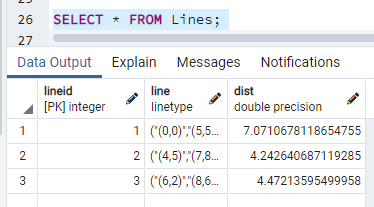 25
26 SELECT * FROM Lines;
27
Data Output Explain Messages Notifications
lineid line dist
[PK] integer linetype double precision
1 1 ("(0,0)","(5,5... 7.0710678118654755
2 2 ("(4,5)","(7,8... 4.242640687119285
3 3 ("(6,2)","(8,6... 4.47213595499958